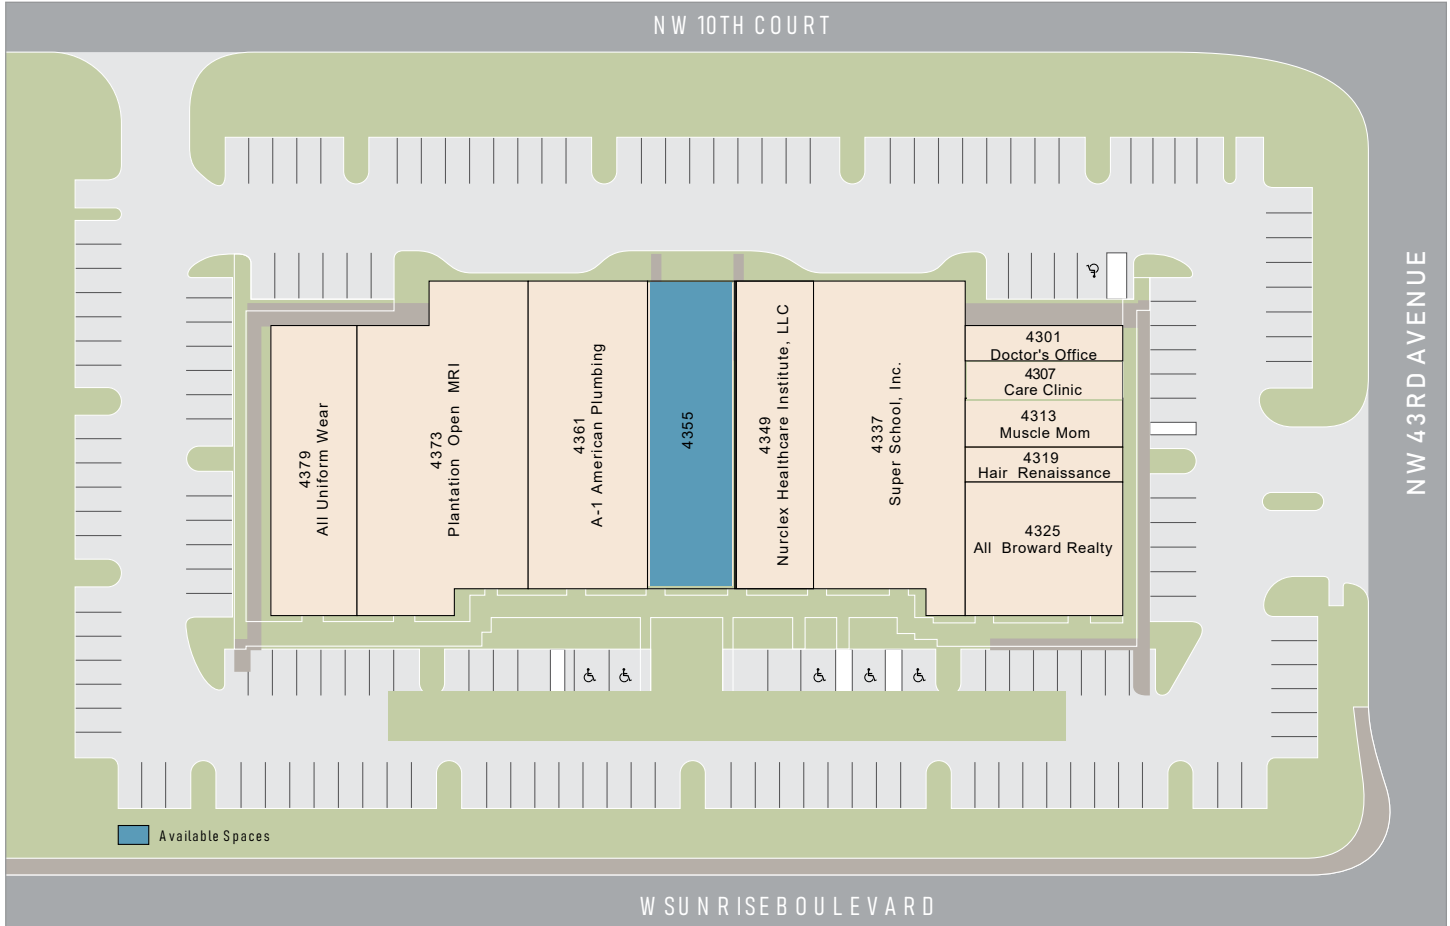 NW 10TH COURT
NW 43RD AVENUE
4379
All Uniform Wear
4373
Plantation Open MRI
4361
A-1 American Plumbing
4355
4349
Nurclex Healthcare Institute, LLC
4337
Super School, Inc.
4301
Doctor's Office
4307
Care Clinic
4313
Muscle Mom
4319
Hair Renaissance
4325
All Broward Realty
Available Spaces
W SUNRISE BOULEVARD